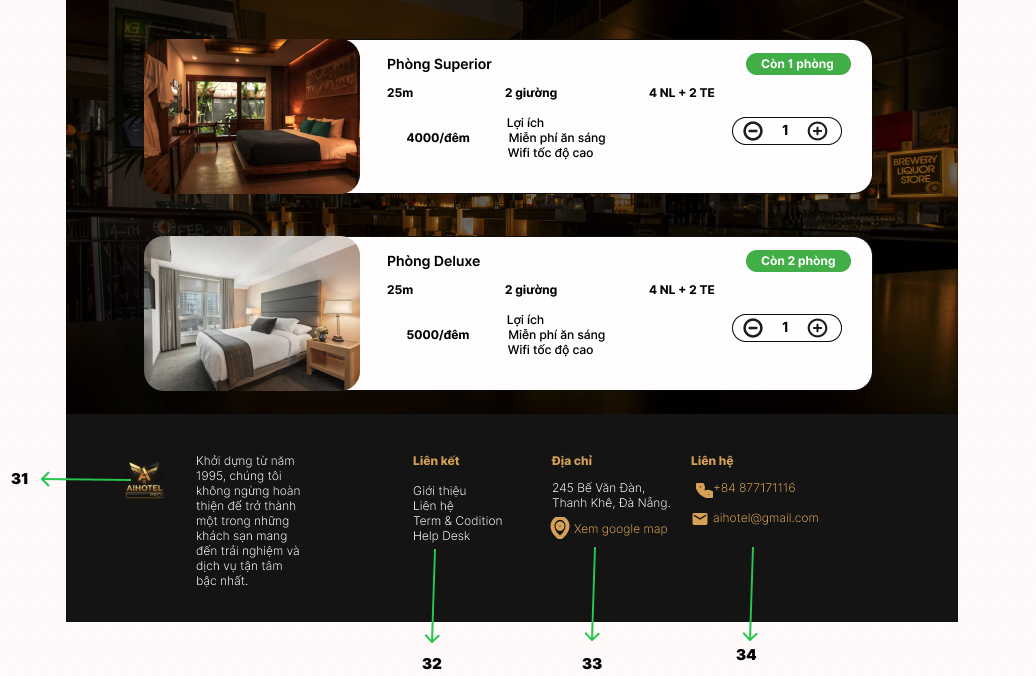 Phòng Superior
Còn 1 phòng
25m
2 giường
4 NL + 2 TE
Lợi ích
4000/đêm
Miễn phí ăn sáng
Wifi tốc độ cao
1
BREWERY
LIQUOR
STORE
Phòng Deluxe
Còn 2 phòng
25m
2 giường
4 NL + 2 TE
Lợi ích
5000/đêm
Miễn phí ăn sáng
Wifi tốc độ cao
1
31
AIHOTEL
PRO
Khởi dựng từ năm
1995, chúng tôi
không ngừng hoàn
thiện để trở thành
một trong những
khách sạn mang
đến trải nghiệm và
dịch vụ tận tâm
bậc nhất.
Liên kết
Giới thiệu
Liên hệ
Term & Codition
Help Desk
Địa chỉ
245 Bế Văn Đàn,
Thanh Khê, Đà Nẵng.
Xem google map
Liên hệ
+84 877171116
aihotel@gmail.com
32
33
34